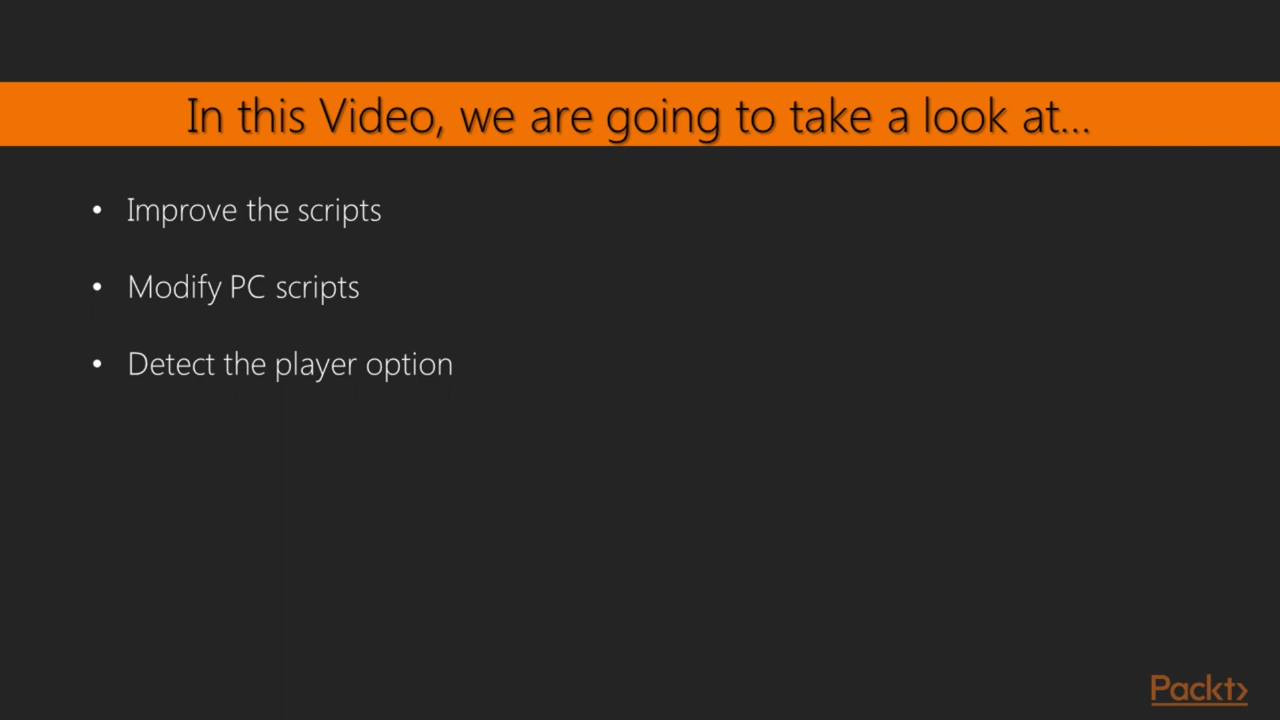 In this Video, we are going to take a look at...
• Improve the scripts
• Modify PC scripts
• Detect the player option
Packt>